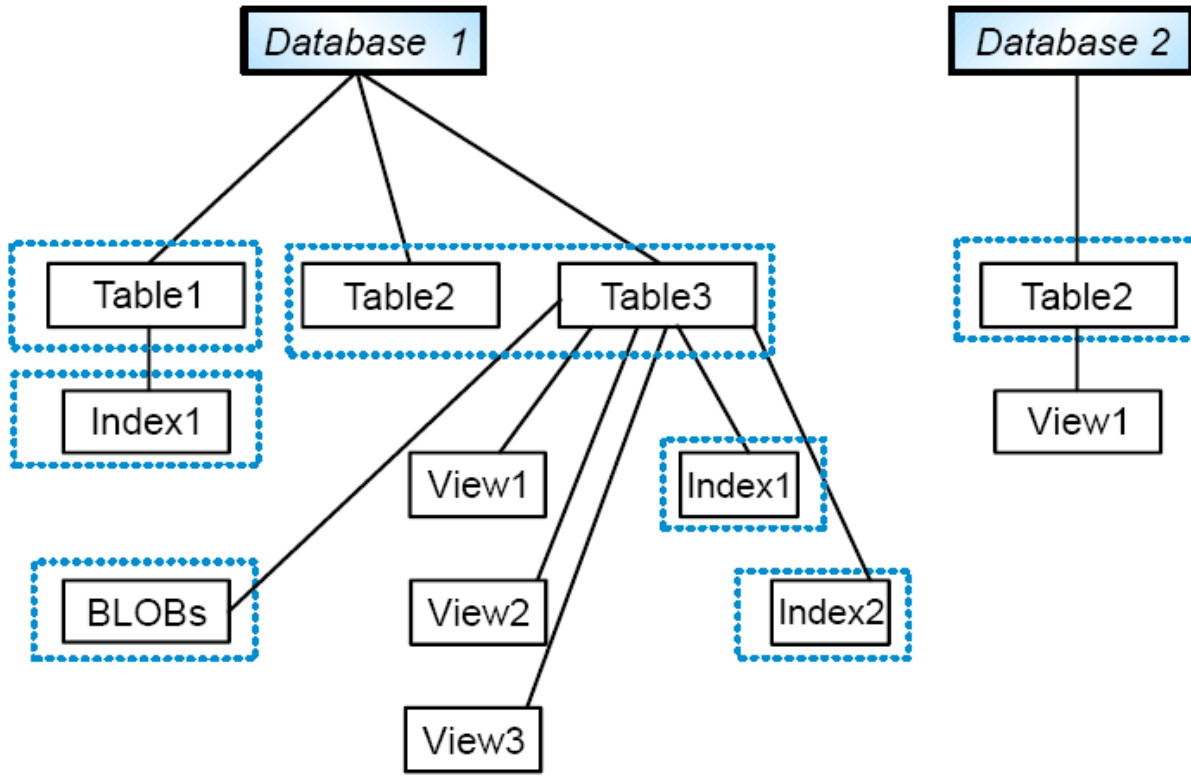 Database 1
Database 2
Table1
Table2
Table3
Table2
Index1
View1
View1
Index1
BLOBs
View2
Index2
View3